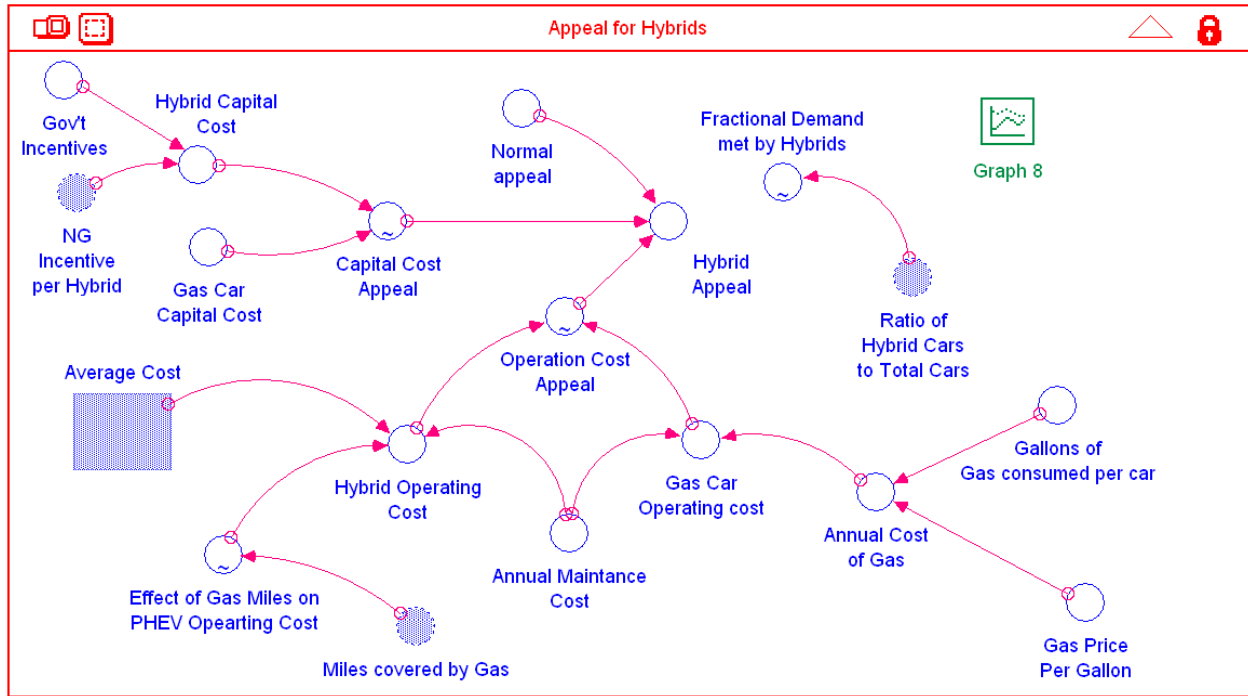 Appeal for Hybrids
Gov't
Incentives
Hybrid Capital
Cost
Normal
appeal
Fractional Demand
met by Hybrids
Graph 8
NG
Incentive
per Hybrid
Gas Car
Capital Cost
~
Capital Cost
Appeal
Hybrid
Appeal
~
Ratio of
Hybrid Cars
to Total Cars
~
Operation Cost
Appeal
Average Cost
Hybrid Operating
Cost
Gas Car
Operating cost
Gallons of
Gas consumed per car
Annual Cost
of Gas
~
Effect of Gas Miles on
PHEV Opearting Cost
Annual Maintance
Cost
Miles covered by Gas
Gas Price
Per Gallon